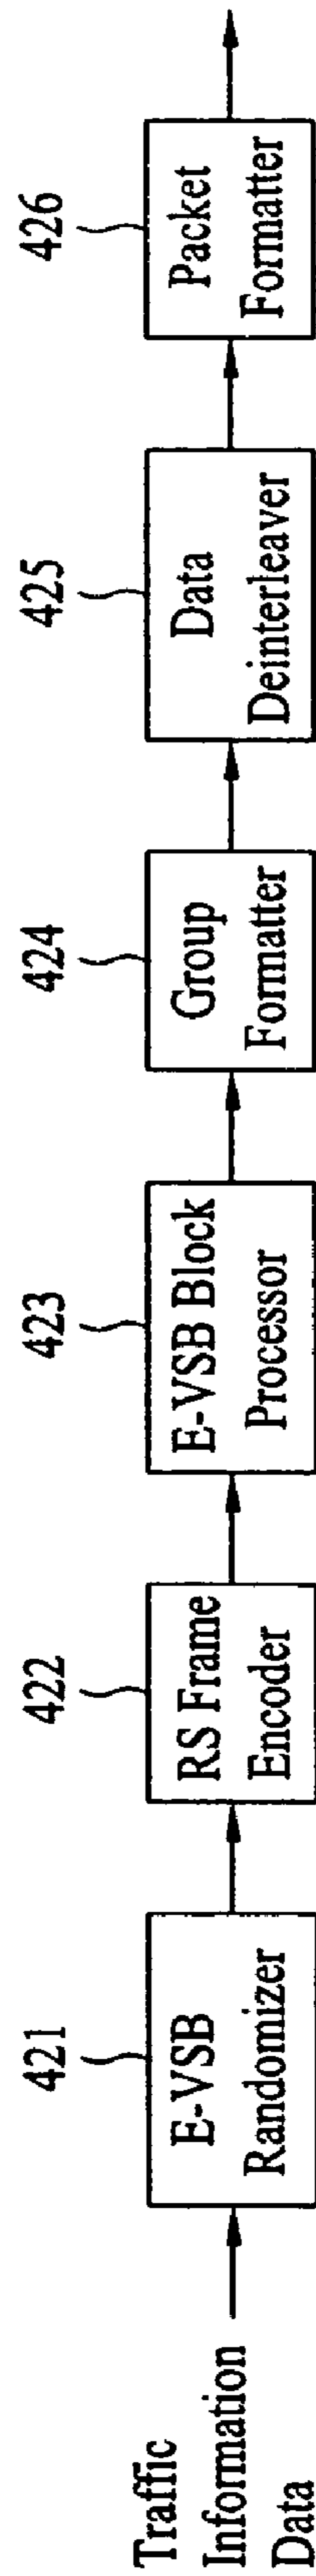 Traffic
Information
Data
421
E-VSB
Randomizer
422
RS Frame
Encoder
423
E-VSB Block
Processor
424
Group
Formatter
425
Data
Deinterleaver
426
Packet
Formatter